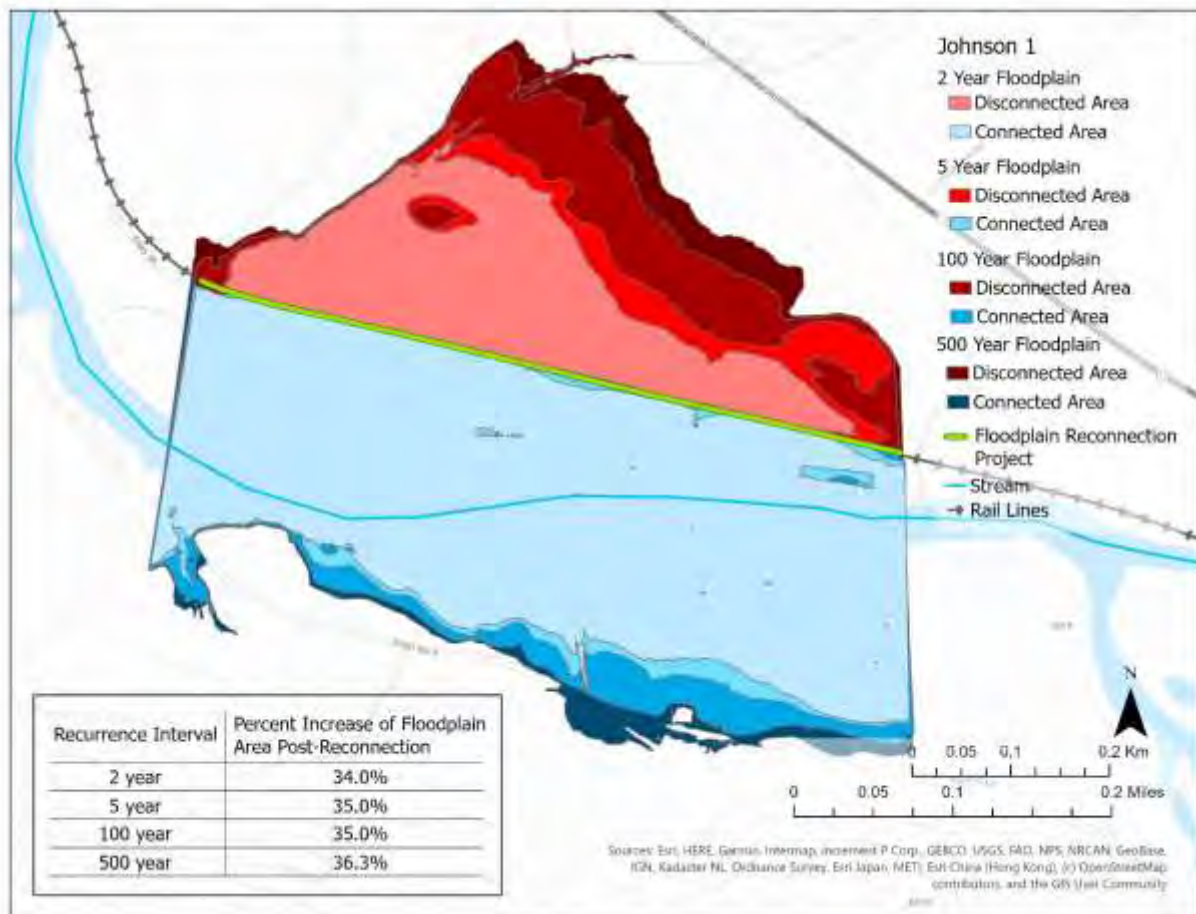 Johnson 1
2 Year Floodplain
Disconnected Area
Connected Area
5 Year Floodplain
Disconnected Area
Connected Area
100 Year Floodplain
Disconnected Area
Connected Area
500 Year Floodplain
Disconnected Area
Connected Area
Floodplain Reconnection
Project
Stream
Rail Lines
N
0 0.05 0.1 0.2 Km
0 0.05 0.1 0.2 Miles
Recurrence Interval Percent Increase of Floodplain
Area Post-Reconnection
2 year 34.0%
5 year 35.0%
100 year 35.0%
500 year 36.3%
Sources: Esri, HERE, Garmin, Intermap, increment P Corp., GEBCO, USGS, FAO, NPS, NRCAN, GeoBase,
IGN, Kadaster NL, Ordnance Survey, Esri Japan, METI, Esri China (Hong Kong), (c) OpenStreetMap
contributors, and the GIS User Community